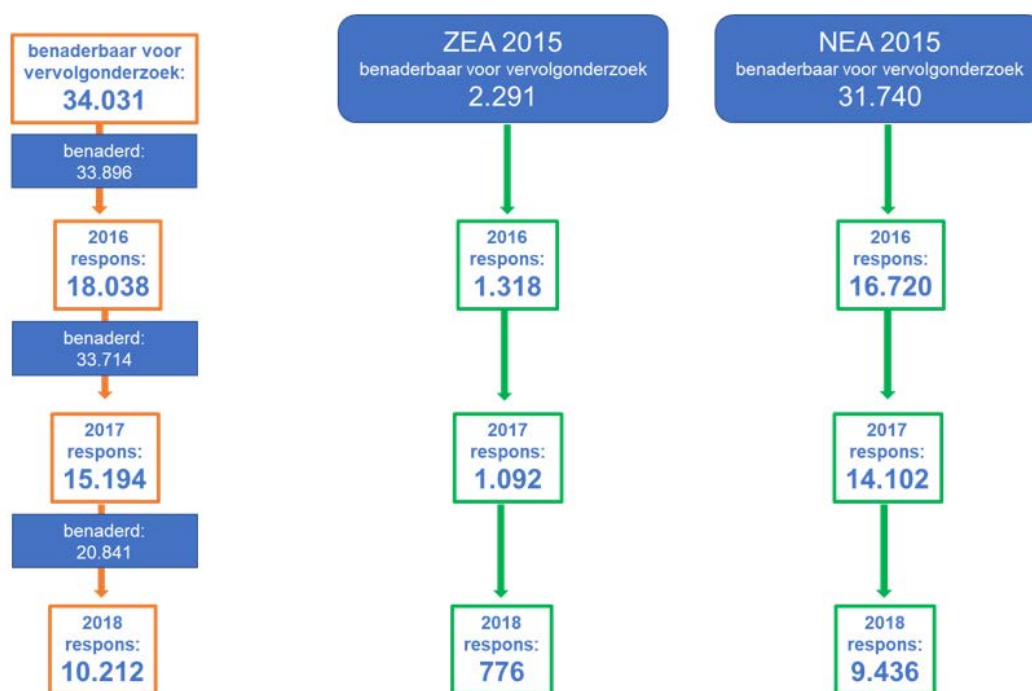 benaderbaar voor
vervolgonderzoek:
34.031
benaderd:
33.896
2016
respons:
18.038
benaderd:
33.714
2017
respons:
15.194
benaderd:
20.841
2018
respons:
10.212
ZEA 2015
benaderbaar voor vervolgonderzoek
2.291
2016
respons:
1.318
2017
respons:
1.092
2018
respons:
776
NEA 2015
benaderbaar voor vervolgonderzoek
31.740
2016
respons:
16.720
2017
respons:
14.102
2018
respons:
9.436